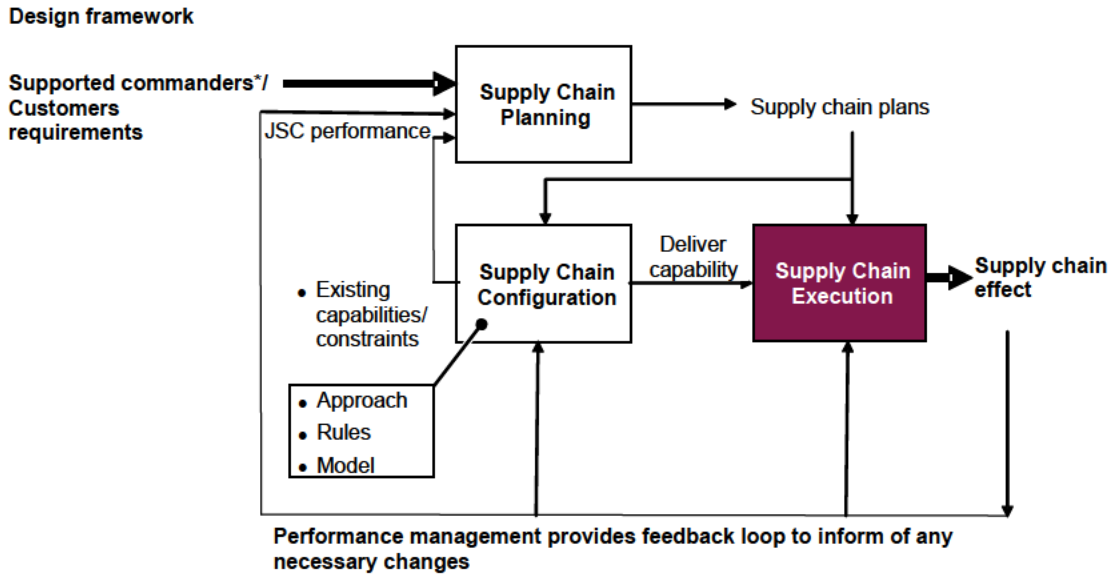 Design framework
Supported commanders*/
Customers
requirements
JSC performance
Supply Chain
Planning
Supply chain plans
Supply Chain
Configuration
Deliver
capability
Supply Chain
Execution
Supply chain
effect
• Existing
capabilities/
constraints
• Approach
• Rules
• Model
Performance management provides feedback loop to inform of any
necessary changes